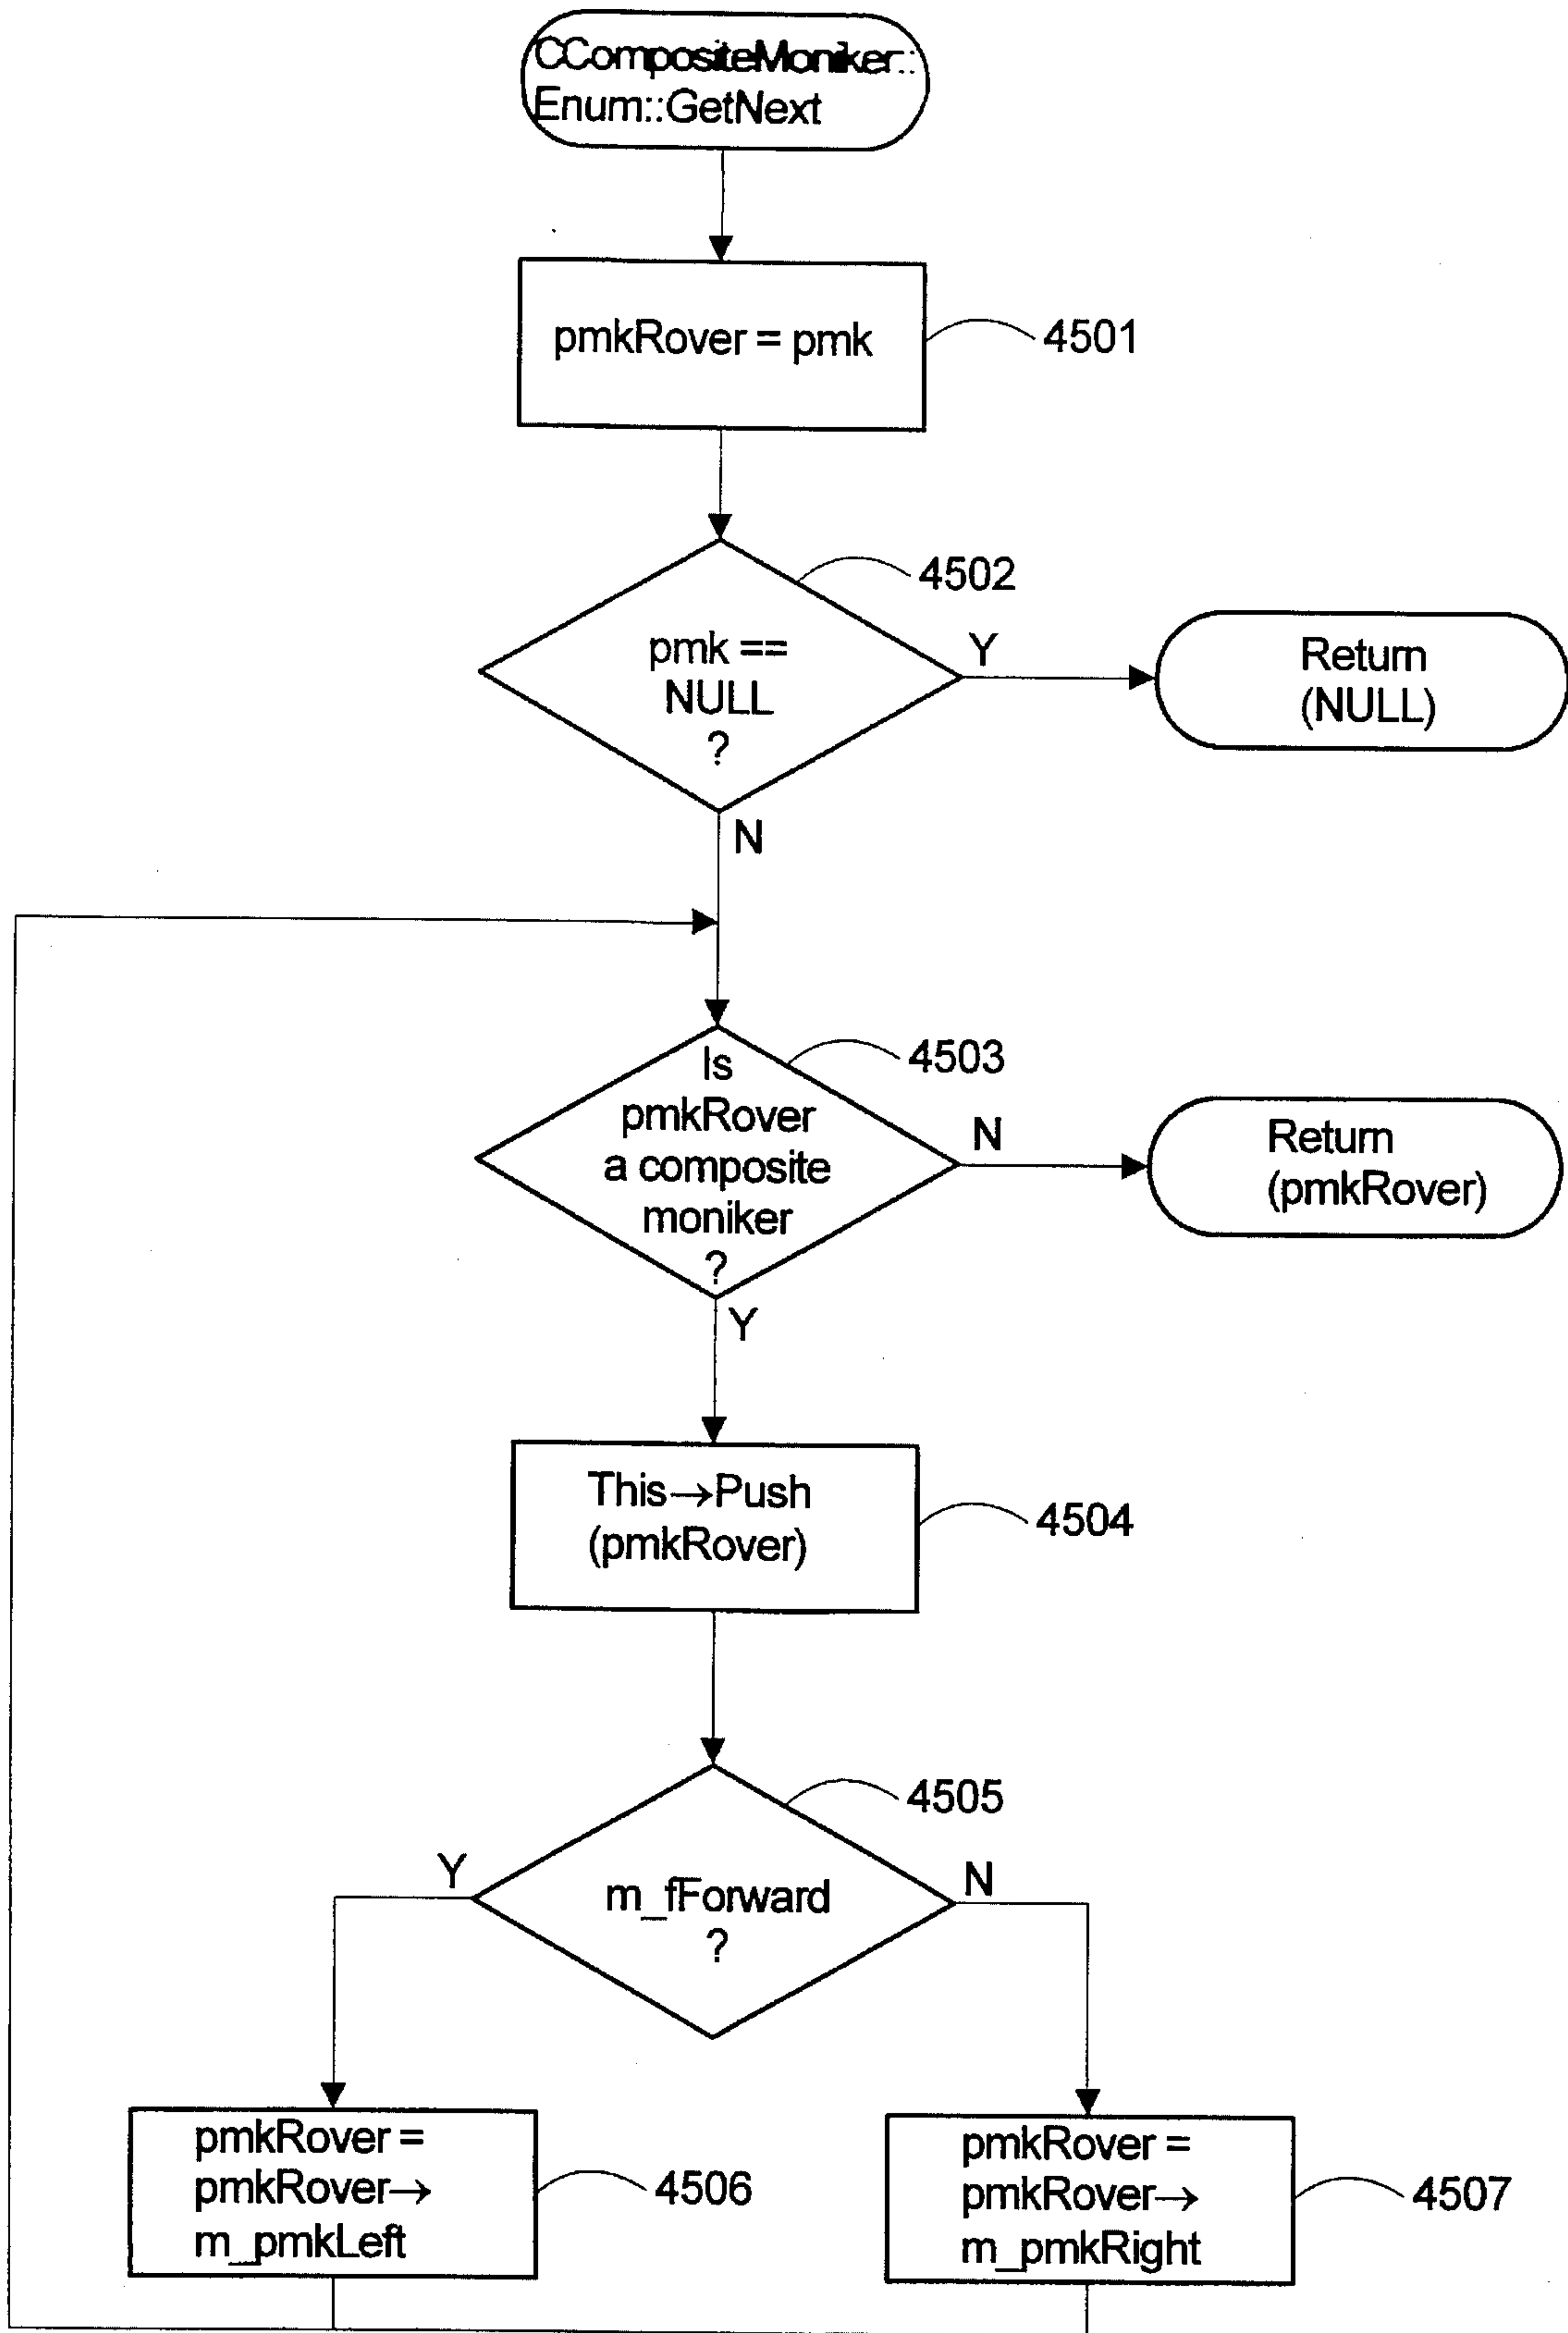 CCompositeMoniker::
Enum::GetNext
pmkRover = pmk
4501
4502
pmk ==
NULL
?
Y
Return
(NULL)
N
4503
Is
pmkRover
a composite
moniker
?
N
Return
(pmkRover)
Y
This→Push
(pmkRover)
4504
4505
Y
m_fForward
?
N
pmkRover =
pmkRover→
m_pmkLeft
4506
pmkRover =
pmkRover→
m_pmkRight
4507